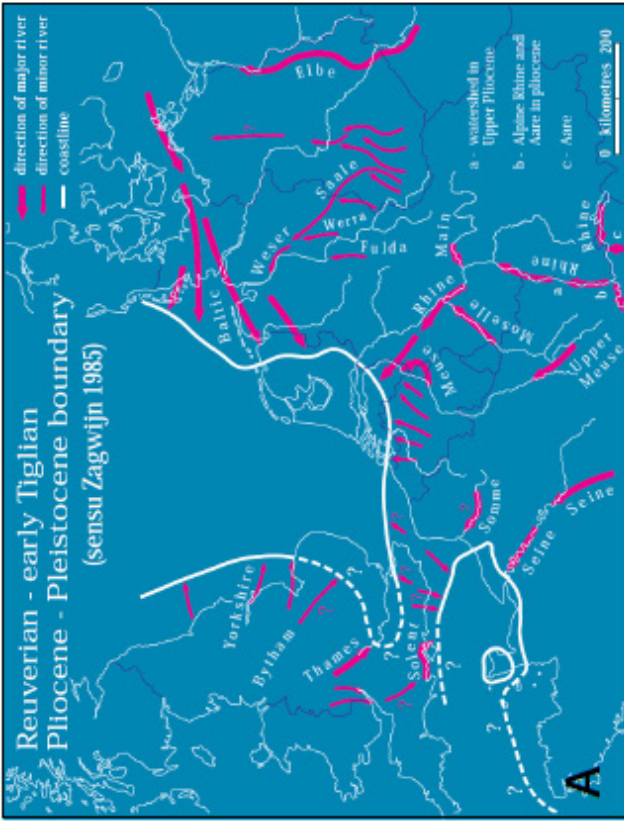 Reuverian - early Tiglian
Pliocene - Pleistocene boundary
(sensu Zagwijn 1985)
direction of major river
direction of minor river
coastline
Elbe
?
Saale
Weser
Werra
Fulda
Baltic
Yorkshire
Bytham
?
Thames
?
?
?
Solent
?
?
?
?
?
?
Somme
Seine
Seine
Meuse
Rhine
Main
Moselle
Upper
Meuse
Rhine
a
b
Rhine
c
a - watershed in
Upper Pliocene
b - Alpine Rhine and
Aare in pliocene
c - Aare
0 kilometres 200
A